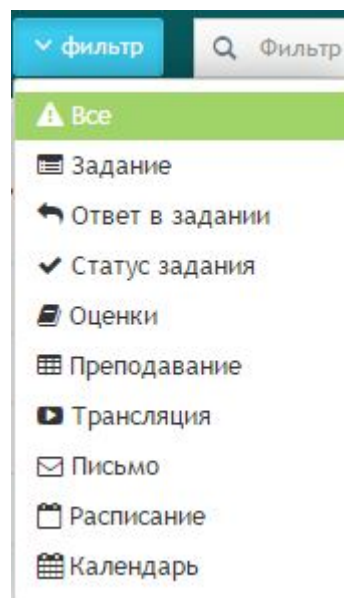 фильтр Фильтр
Все
Задание
Ответ в задании
Статус задания
Оценки
Преподавание
Трансляция
Письмо
Расписание
Календарь